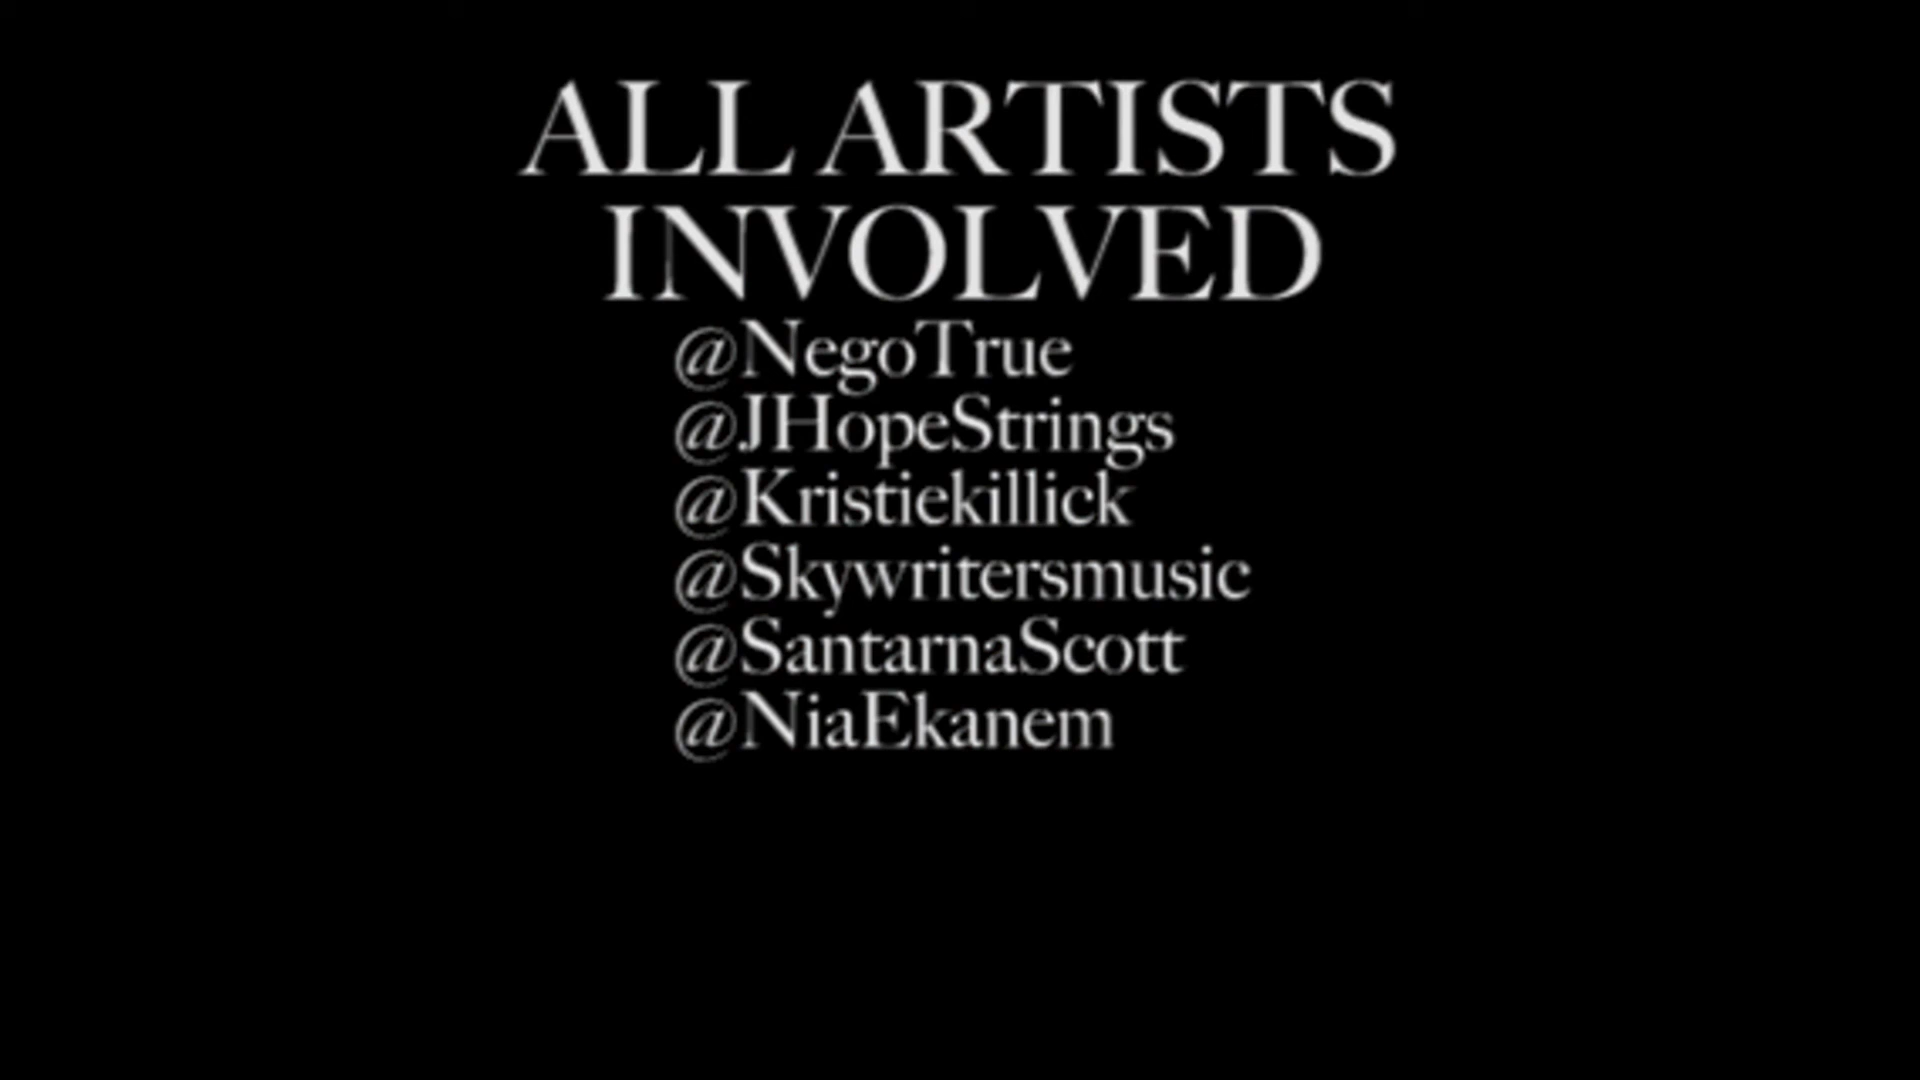 ALL ARTISTS
INVOLVED
@NegoTrue
@JHopeStrings
@Kristiekillick
@Skywritersmusic
@SantarnaScott
@NiaEkanem